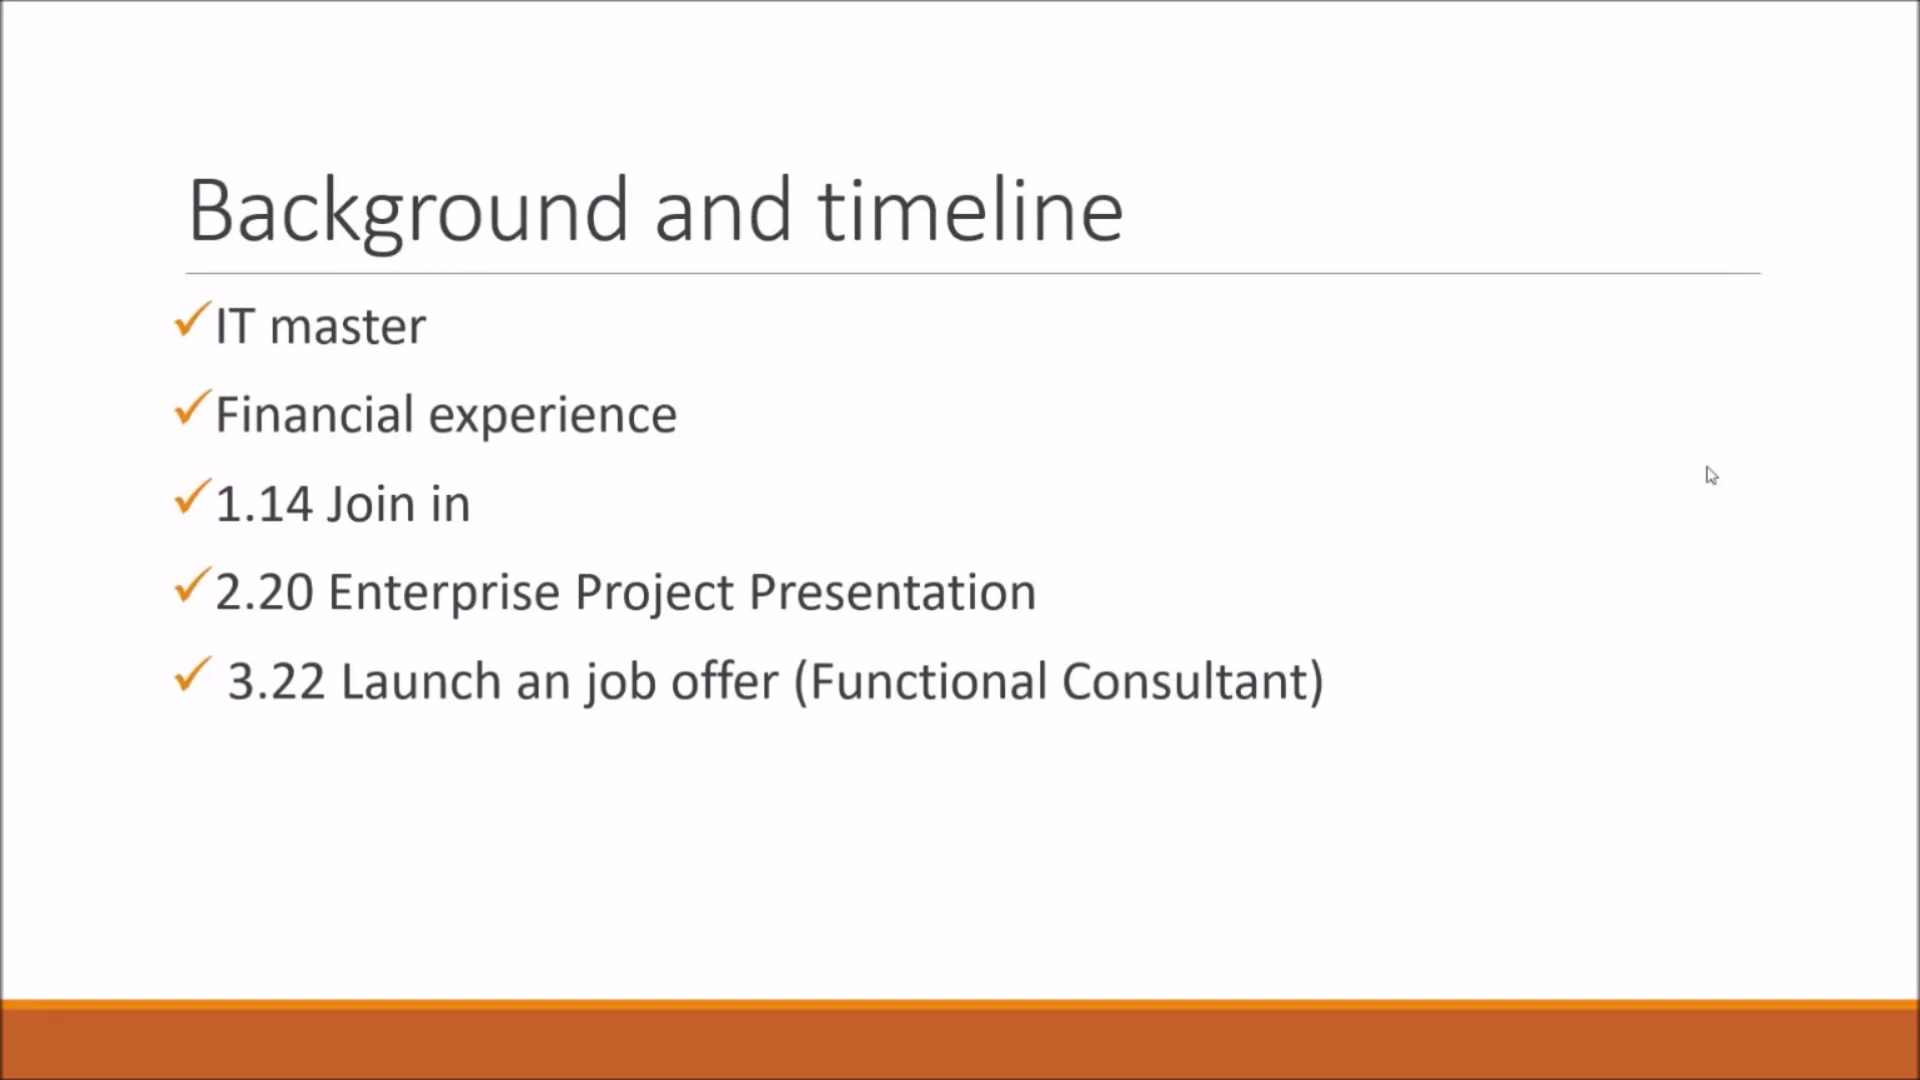 Background and timeline
IT master
Financial experience
1.14 Join in
2.20 Enterprise Project Presentation
3.22 Launch an job offer (Functional Consultant)